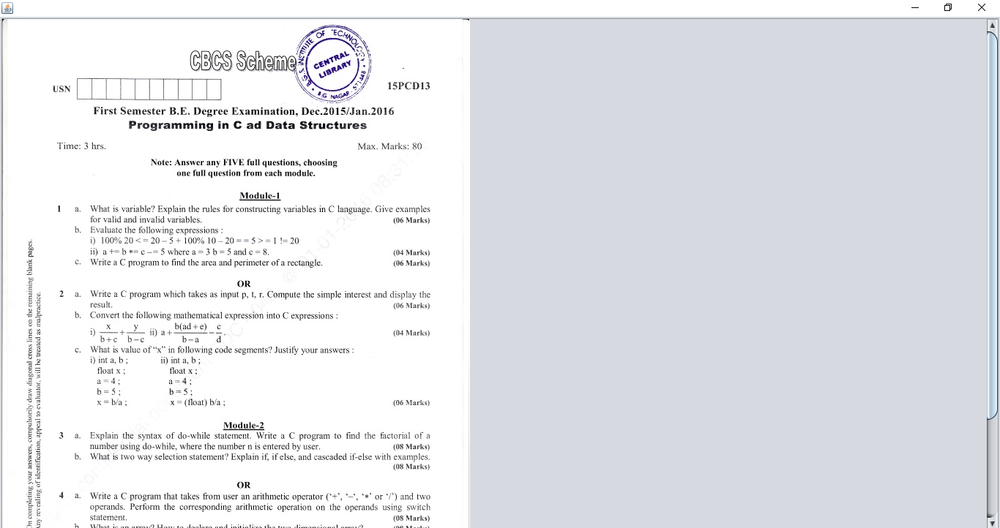 CBCS Scheme
B.G.S. INSTITUTE OF TECHNOLOGY
CENTRAL
LIBRARY
B.G NAGAR - 571448
USN
15PCD13
First Semester B.E. Degree Examination, Dec.2015/Jan.2016
Programming in C ad Data Structures
Time: 3 hrs.
Max. Marks: 80
Note: Answer any FIVE full questions, choosing
one full question from each module.
Module-1
1 a. What is variable? Explain the rules for constructing variables in C language. Give examples
for valid and invalid variables. (06 Marks)
b. Evaluate the following expressions :
i) 100% 20 < = 20 – 5 + 100% 10 – 20 = = 5 > = 1 != 20
ii) a += b *= c –= 5 where a = 3 b = 5 and c = 8. (04 Marks)
c. Write a C program to find the area and perimeter of a rectangle. (06 Marks)
OR
2 a. Write a C program which takes as input p, t, r. Compute the simple interest and display the
result. (06 Marks)
b. Convert the following mathematical expression into C expressions :
i) x/(b+c) + y/(b–c) ii) a + b(ad+e)/(b–a) – c/d. (04 Marks)
c. What is value of “x” in following code segments? Justify your answers :
i) int a, b ; ii) int a, b ;
float x ; float x ;
a = 4 ; a = 4 ;
b = 5 ; b = 5 ;
x = b/a ; x = (float) b/a ; (06 Marks)
Module-2
3 a. Explain the syntax of do-while statement. Write a C program to find the factorial of a
number using do-while, where the number n is entered by user. (08 Marks)
b. What is two way selection statement? Explain if, if else, and cascaded if-else with examples.
(08 Marks)
OR
4 a. Write a C program that takes from user an arithmetic operator (‘+’, ‘–‘, ‘*’ or ‘/’) and two
operands. Perform the corresponding arithmetic operation on the operands using switch
statement. (08 Marks)
b. What is an array? How to declare and initialize the two dimensional array? (08 Marks)
On completing your answers, compulsorily draw diagonal cross lines on the remaining blank pages.
ny revealing of identification, appeal to evaluator, will be treated as malpractice.